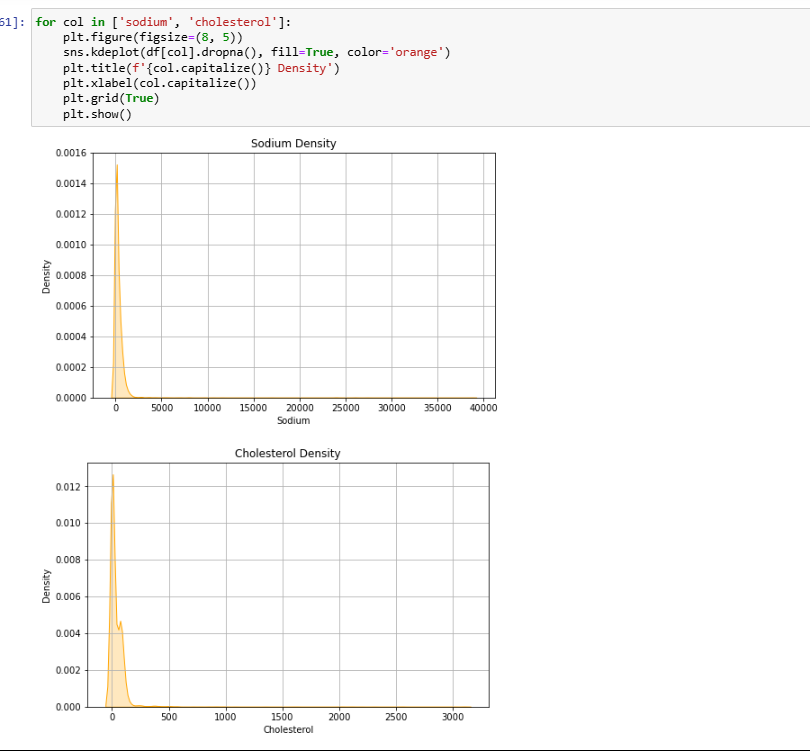 61]: for col in ['sodium', 'cholesterol']:
    plt.figure(figsize=(8, 5))
    sns.kdeplot(df[col].dropna(), fill=True, color='orange')
    plt.title(f'{col.capitalize()} Density')
    plt.xlabel(col.capitalize())
    plt.grid(True)
    plt.show()
Sodium Density
0.0016
0.0014
0.0012
0.0010
0.0008
0.0006
0.0004
0.0002
0.0000
Density
0 5000 10000 15000 20000 25000 30000 35000 40000
Sodium
Cholesterol Density
0.012
0.010
0.008
0.006
0.004
0.002
0.000
Density
0 500 1000 1500 2000 2500 3000
Cholesterol